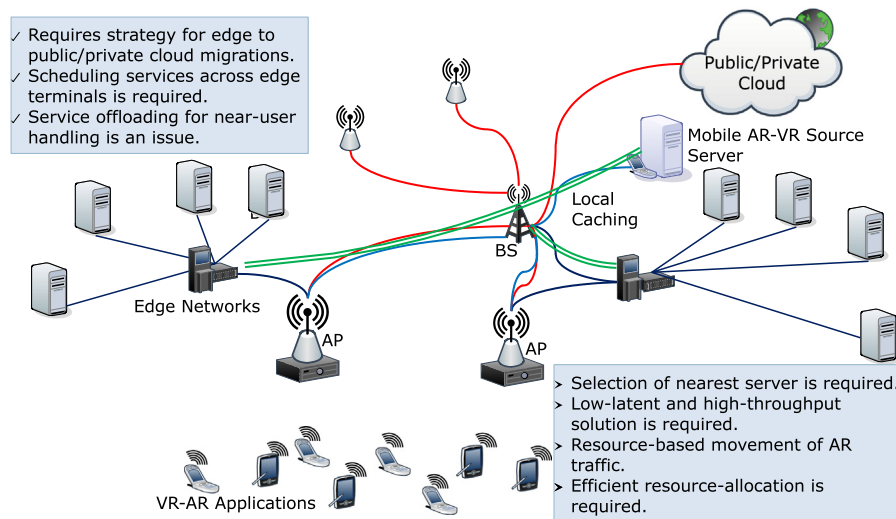 ✓ Requires strategy for edge to
public/private cloud migrations.
✓ Scheduling services across edge
terminals is required.
✓ Service offloading for near-user
handling is an issue.
Public/Private
Cloud
Mobile AR-VR Source
Server
Local
Caching
BS
Edge Networks
AP
AP
➢ Selection of nearest server is required.
➢ Low-latent and high-throughput
solution is required.
➢ Resource-based movement of AR
traffic.
➢ Efficient resource-allocation is
required.
VR-AR Applications